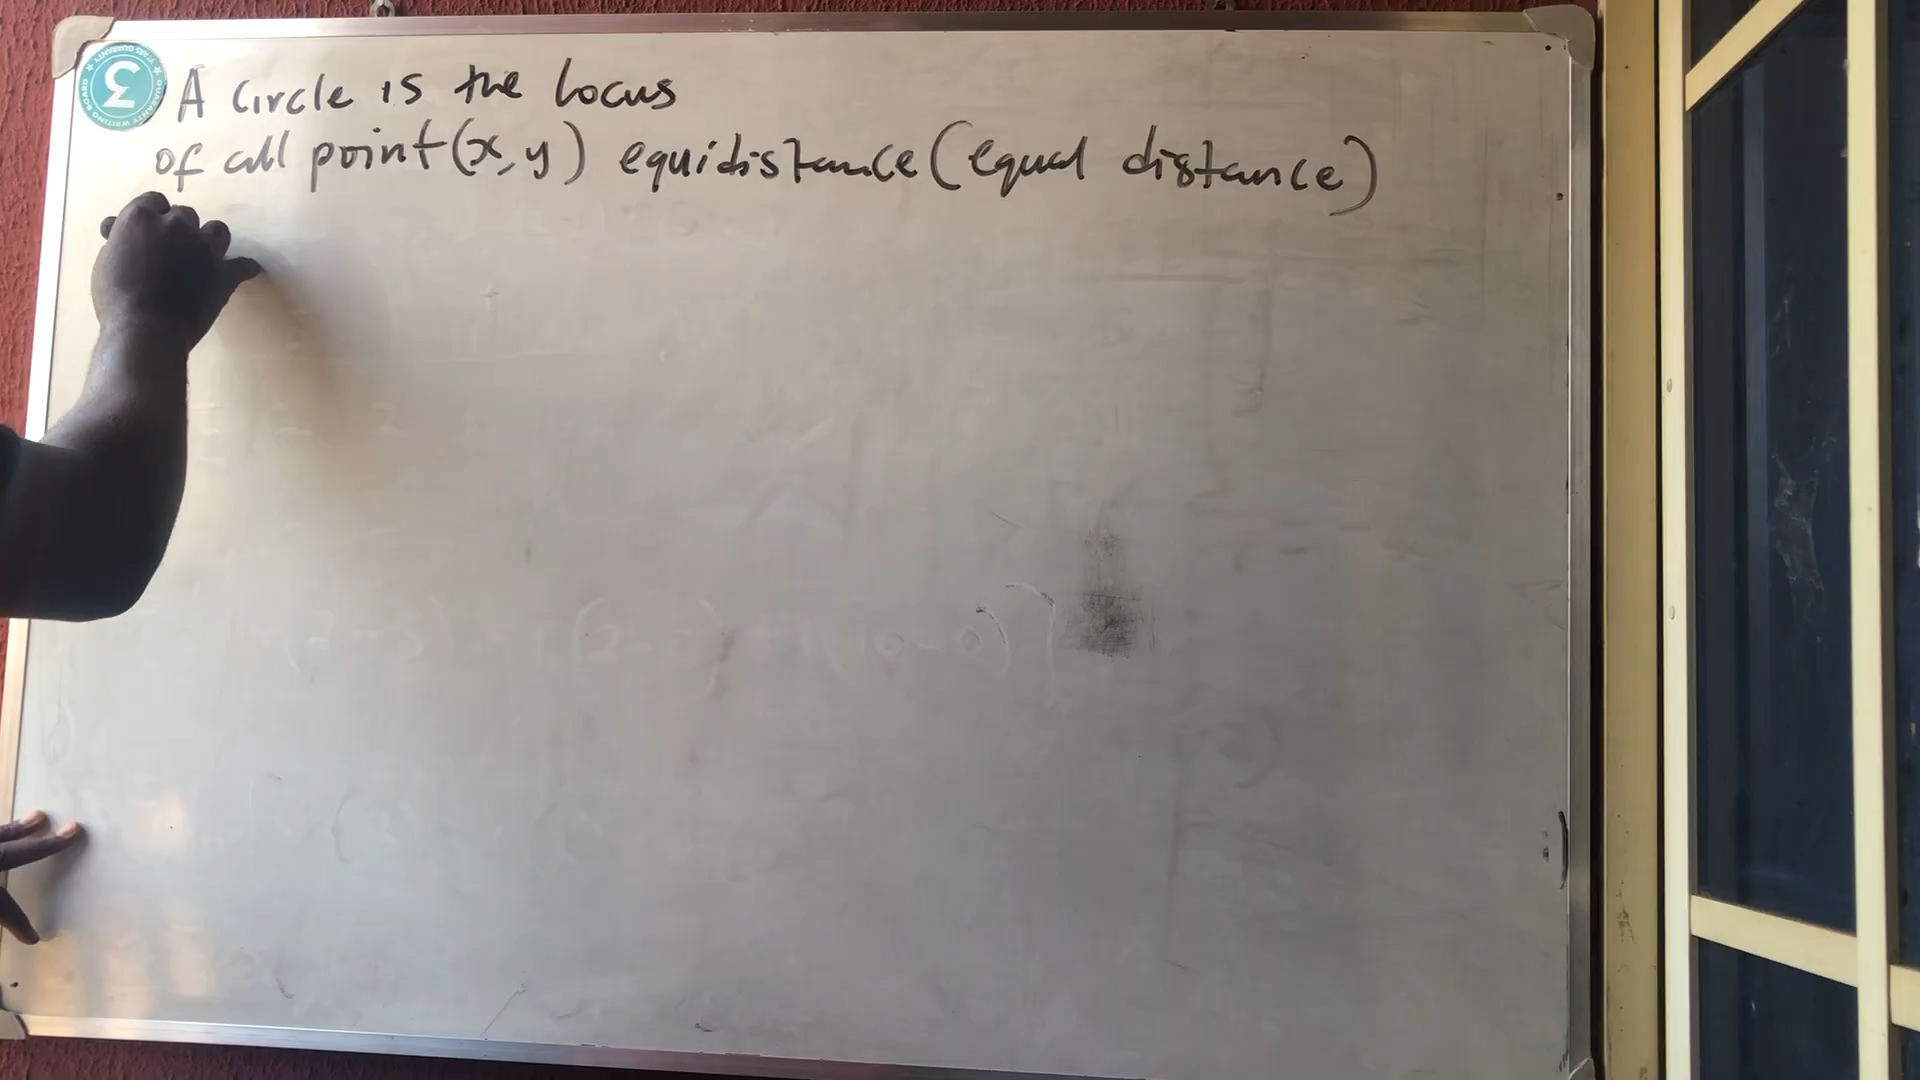 A Circle is the locus
of all point (x, y) equidistance (equal distance)